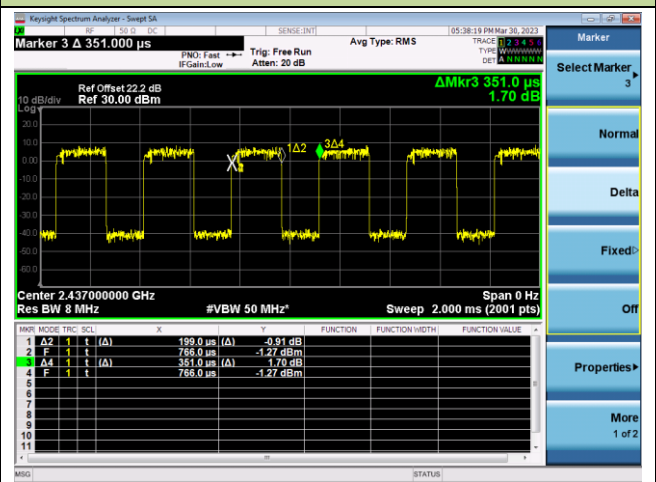 Keysight Spectrum Analyzer - Swept SA
RF 50 Ω DC SENSE:INT 05:38:19 PM Mar 30, 2023
Marker 3 Δ 351.000 μs
PNO: Fast
IFGain:Low
Trig: Free Run
Atten: 20 dB
Avg Type: RMS
TRACE 1 2 3 4 5 6
TYPE
DET A N N N N N
Ref Offset 22.2 dB
10 dB/div Ref 30.00 dBm
ΔMkr3 351.0 μs
1.70 dB
Log
20.0
10.0
0.00
-10.0
-20.0
-30.0
-40.0
-50.0
-60.0
1Δ2
3Δ4
Center 2.437000000 GHz
Span 0 Hz
Res BW 8 MHz
#VBW 50 MHz*
Sweep 2.000 ms (2001 pts)
MKR MODE TRC SCL X Y FUNCTION FUNCTION WIDTH FUNCTION VALUE
1 Δ2 1 t (Δ) 199.0 μs (Δ) -0.91 dB
2 F 1 t 766.0 μs -1.27 dBm
3 Δ4 1 t (Δ) 351.0 μs (Δ) 1.70 dB
4 F 1 t 766.0 μs -1.27 dBm
5
6
7
8
9
10
11
MSG
STATUS
Marker
Select Marker
3
Normal
Delta
Fixed
Off
Properties
More
1 of 2